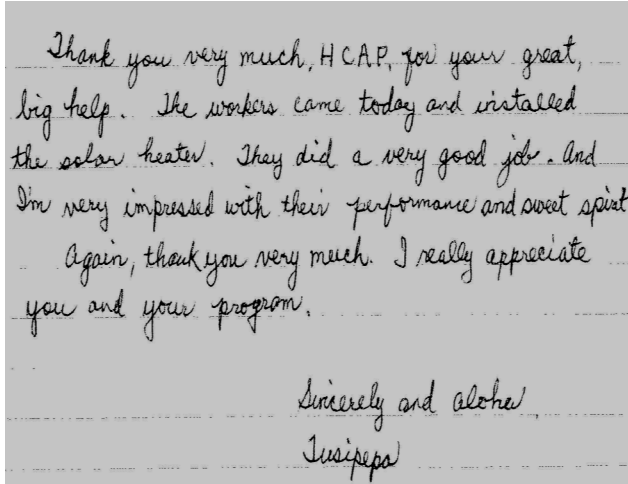 Thank you very much, HCAP, for your great,
big help. The workers came today and installed
the solar heater. They did a very good job. And
I'm very impressed with their performance and sweet spirit
Again, thank you very much. I really appreciate
you and your program.
Sincerely and aloha,
Tusipepa